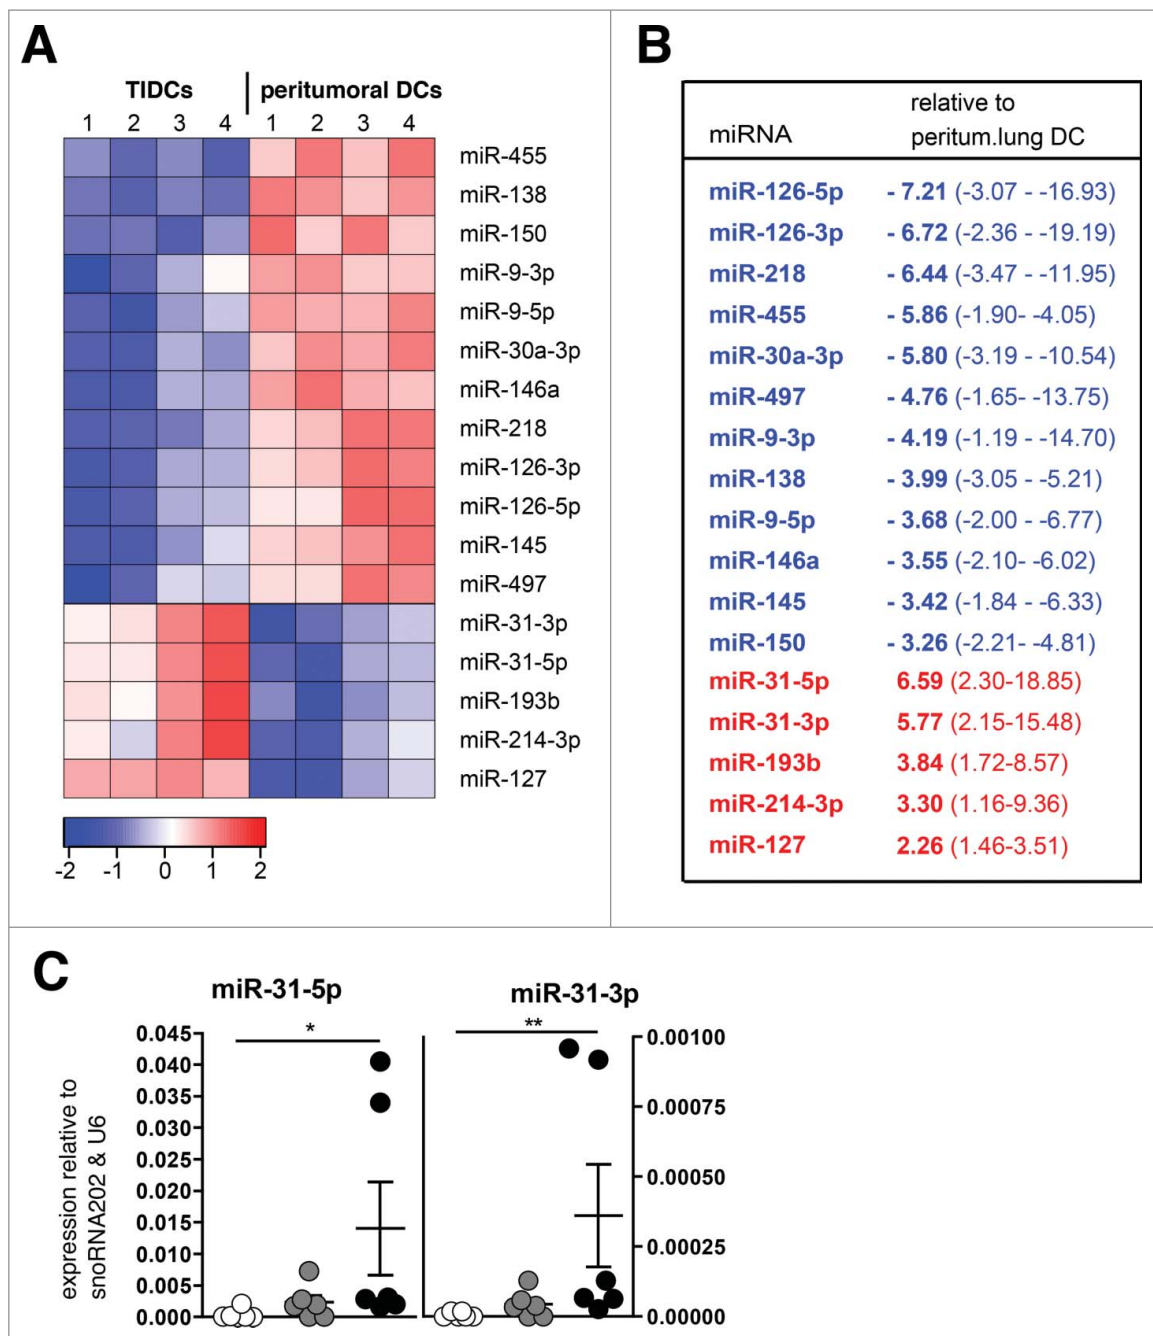 A
TIDCs peritumoral DCs
1 2 3 4 1 2 3 4
miR-455
miR-138
miR-150
miR-9-3p
miR-9-5p
miR-30a-3p
miR-146a
miR-218
miR-126-3p
miR-126-5p
miR-145
miR-497
miR-31-3p
miR-31-5p
miR-193b
miR-214-3p
miR-127
-2 -1 0 1 2
B
relative to
miRNA peritum.lung DC
miR-126-5p - 7.21 (-3.07 - -16.93)
miR-126-3p - 6.72 (-2.36 - -19.19)
miR-218 - 6.44 (-3.47 - -11.95)
miR-455 - 5.86 (-1.90- -4.05)
miR-30a-3p - 5.80 (-3.19 - -10.54)
miR-497 - 4.76 (-1.65- -13.75)
miR-9-3p - 4.19 (-1.19 - -14.70)
miR-138 - 3.99 (-3.05 - -5.21)
miR-9-5p - 3.68 (-2.00 - -6.77)
miR-146a - 3.55 (-2.10- -6.02)
miR-145 - 3.42 (-1.84 - -6.33)
miR-150 - 3.26 (-2.21- -4.81)
miR-31-5p 6.59 (2.30-18.85)
miR-31-3p 5.77 (2.15-15.48)
miR-193b 3.84 (1.72-8.57)
miR-214-3p 3.30 (1.16-9.36)
miR-127 2.26 (1.46-3.51)
C
miR-31-5p
expression relative to
snoRNA202 & U6
0.045
0.040
0.035
0.030
0.025
0.020
0.015
0.010
0.005
0.000
*
miR-31-3p
**
0.00100
0.00075
0.00050
0.00025
0.00000